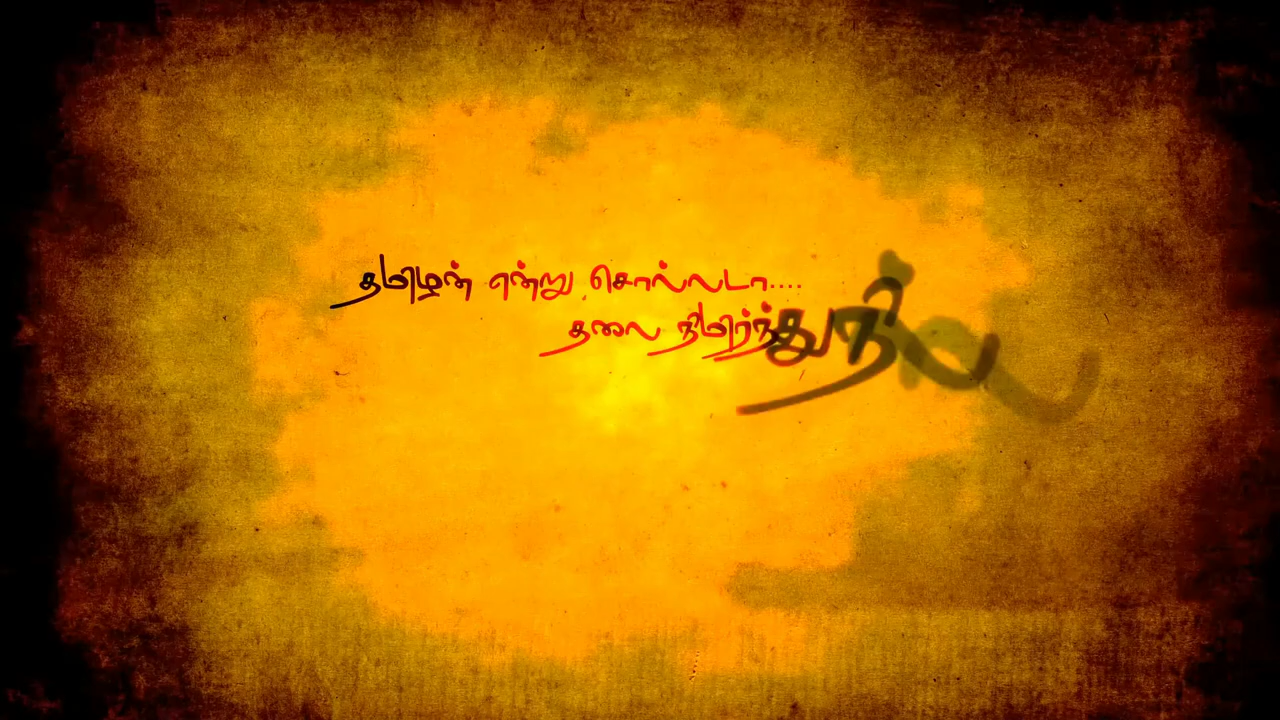 தமிழன் என்று சொல்லடா....
தலை நிமிர்ந்து நில்